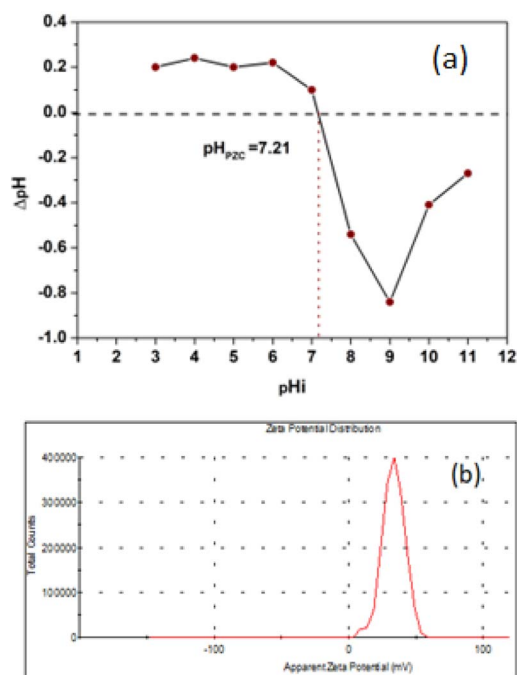 0.4
(a)
0.2
0.0
pH_PZC =7.21
-0.2
-0.4
-0.6
-0.8
-1.0
ΔpH
1 2 3 4 5 6 7 8 9 10 11 12
pHi
Zeta Potential Distribution
(b)
400000
300000
200000
100000
0
Total Counts
-100 0 100
Apparent Zeta Potential (mV)